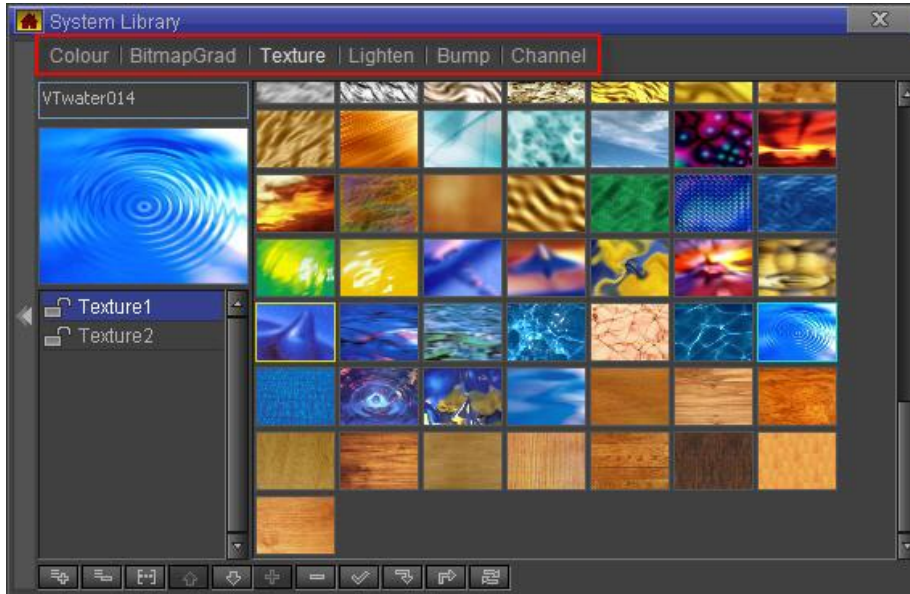 System Library
Colour | BitmapGrad | Texture | Lighten | Bump | Channel
VTwater014
Texture1
Texture2